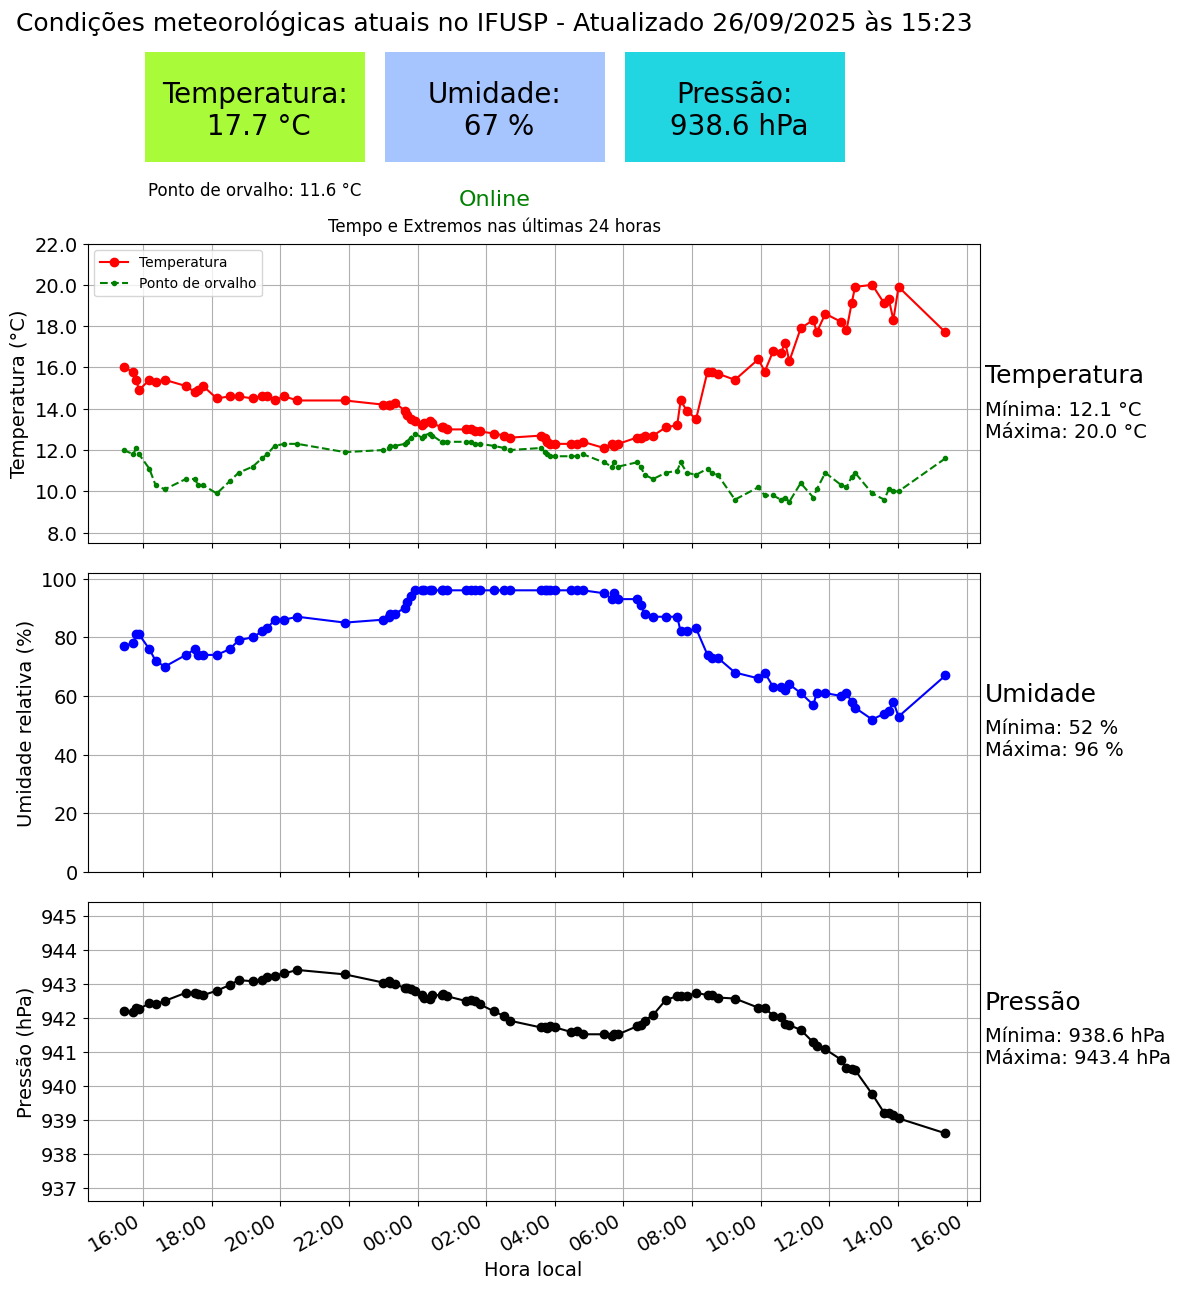 Condições meteorológicas atuais no IFUSP - Atualizado 26/09/2025 às 15:23
Temperatura:
17.7 °C
Umidade:
67 %
Pressão:
938.6 hPa
Ponto de orvalho: 11.6 °C
Online
Tempo e Extremos nas últimas 24 horas
Temperatura (°C)
22.0
20.0
18.0
16.0
14.0
12.0
10.0
8.0
Temperatura
Ponto de orvalho
Temperatura
Mínima: 12.1 °C
Máxima: 20.0 °C
Umidade relativa (%)
100
80
60
40
20
0
Umidade
Mínima: 52 %
Máxima: 96 %
Pressão (hPa)
945
944
943
942
941
940
939
938
937
Pressão
Mínima: 938.6 hPa
Máxima: 943.4 hPa
16:00 18:00 20:00 22:00 00:00 02:00 04:00 06:00 08:00 10:00 12:00 14:00 16:00
Hora local